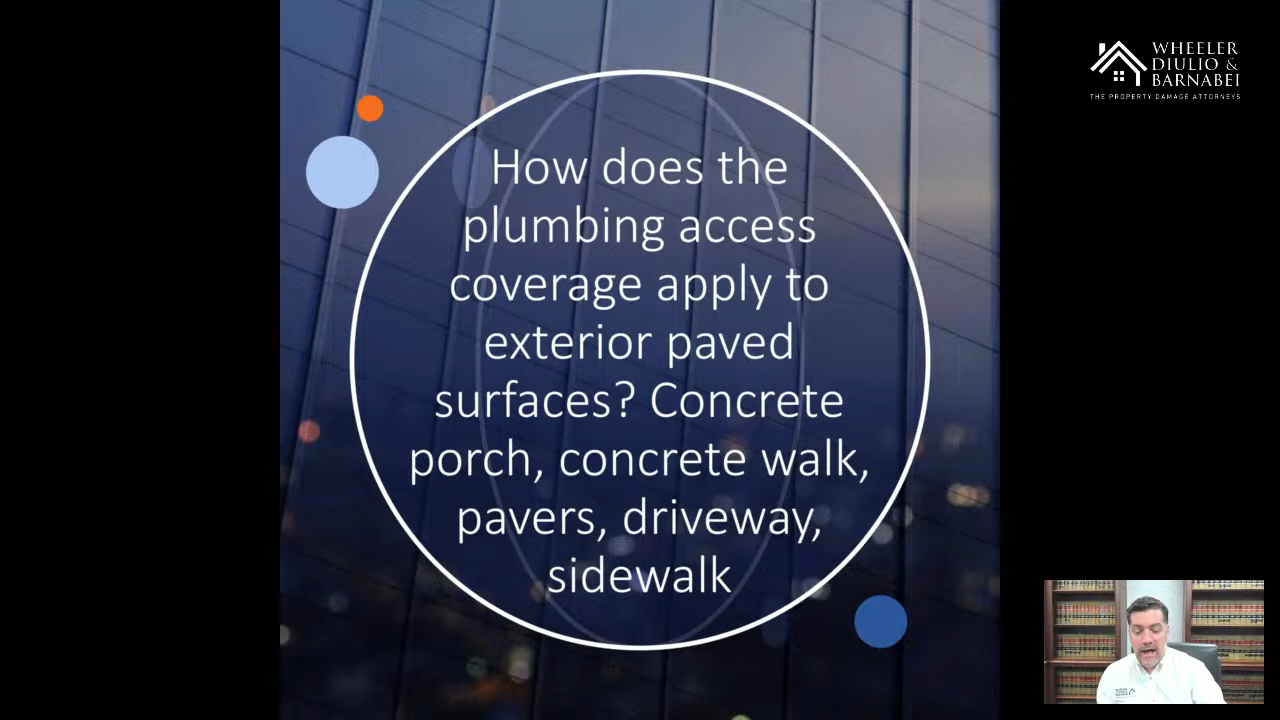 How does the
plumbing access
coverage apply to
exterior paved
surfaces? Concrete
porch, concrete walk,
pavers, driveway,
sidewalk
WHEELER
DIULIO &
BARNABEI
THE PROPERTY DAMAGE ATTORNEYS